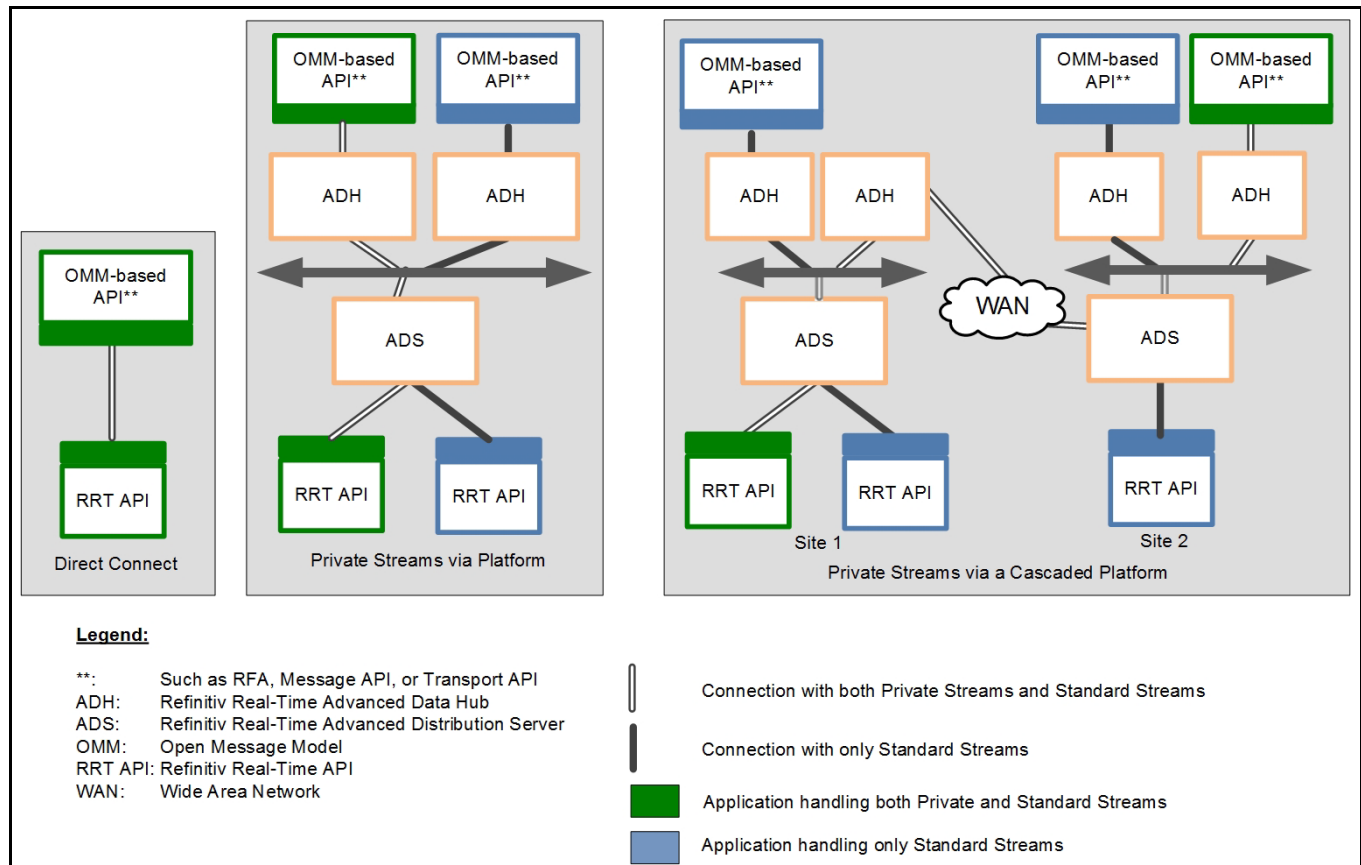 OMM-based
API**
RRT API
Direct Connect
OMM-based
API**
OMM-based
API**
ADH
ADH
ADS
RRT API
RRT API
Private Streams via Platform
OMM-based
API**
OMM-based
API**
OMM-based
API**
ADH
ADH
ADH
ADH
WAN
ADS
ADS
RRT API
RRT API
RRT API
Site 1
Site 2
Private Streams via a Cascaded Platform
Legend:
**: Such as RFA, Message API, or Transport API
ADH: Refinitiv Real-Time Advanced Data Hub
ADS: Refinitiv Real-Time Advanced Distribution Server
OMM: Open Message Model
RRT API: Refinitiv Real-Time API
WAN: Wide Area Network
Connection with both Private Streams and Standard Streams
Connection with only Standard Streams
Application handling both Private and Standard Streams
Application handling only Standard Streams